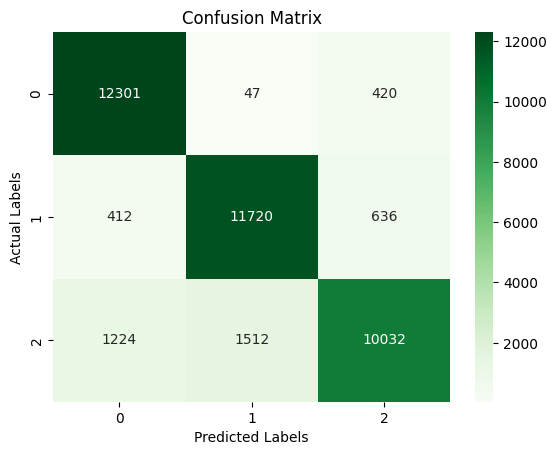 Confusion Matrix
12000
0 12301 47 420
10000
8000
Actual Labels
1 412 11720 636
6000
4000
2 1224 1512 10032
2000
0 1 2
Predicted Labels